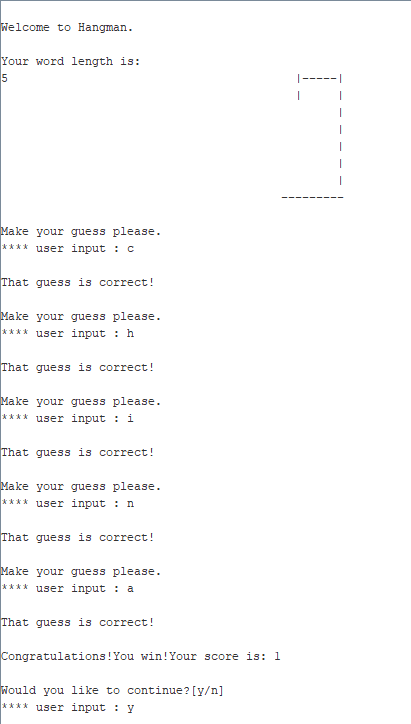 Welcome to Hangman.
Your word length is:
5 |-----|
| |
|
|
|
|
|
---------
Make your guess please.
**** user input : c
That guess is correct!
Make your guess please.
**** user input : h
That guess is correct!
Make your guess please.
**** user input : i
That guess is correct!
Make your guess please.
**** user input : n
That guess is correct!
Make your guess please.
**** user input : a
That guess is correct!
Congratulations!You win!Your score is: 1
Would you like to continue?[y/n]
**** user input : y